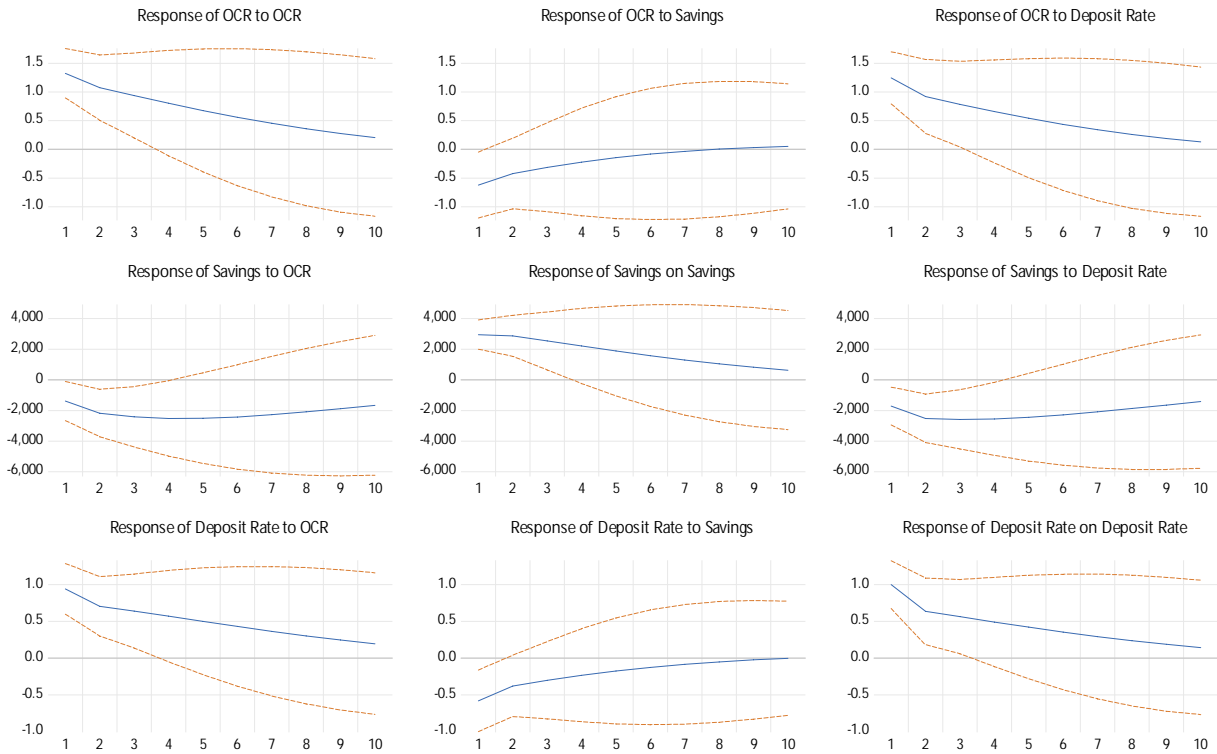 Response of OCR to OCR
Response of OCR to Savings
Response of OCR to Deposit Rate
1.5
1.0
0.5
0.0
-0.5
-1.0
1 2 3 4 5 6 7 8 9 10
1.5
1.0
0.5
0.0
-0.5
-1.0
1 2 3 4 5 6 7 8 9 10
1.5
1.0
0.5
0.0
-0.5
-1.0
1 2 3 4 5 6 7 8 9 10
Response of Savings to OCR
Response of Savings on Savings
Response of Savings to Deposit Rate
4,000
2,000
0
-2,000
-4,000
-6,000
1 2 3 4 5 6 7 8 9 10
4,000
2,000
0
-2,000
-4,000
-6,000
1 2 3 4 5 6 7 8 9 10
4,000
2,000
0
-2,000
-4,000
-6,000
1 2 3 4 5 6 7 8 9 10
Response of Deposit Rate to OCR
Response of Deposit Rate to Savings
Response of Deposit Rate on Deposit Rate
1.0
0.5
0.0
-0.5
-1.0
1 2 3 4 5 6 7 8 9 10
1.0
0.5
0.0
-0.5
-1.0
1 2 3 4 5 6 7 8 9 10
1.0
0.5
0.0
-0.5
-1.0
1 2 3 4 5 6 7 8 9 10